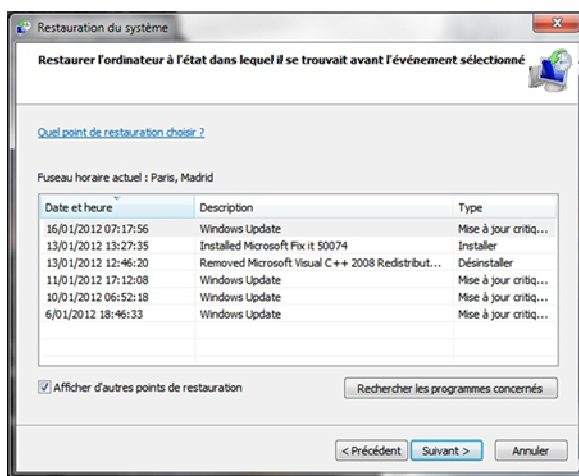 Restauration du système
Restaurer l'ordinateur à l'état dans lequel il se trouvait avant l'événement sélectionné
Quel point de restauration choisir ?
Fuseau horaire actuel : Paris, Madrid
Date et heure Description Type
16/01/2012 07:17:56 Windows Update Mise à jour critiq...
13/01/2012 13:27:35 Installed Microsoft Fix it 50074 Installer
13/01/2012 12:46:20 Removed Microsoft Visual C++ 2008 Redistribut... Désinstaller
11/01/2012 17:12:08 Windows Update Mise à jour critiq...
10/01/2012 06:52:18 Windows Update Mise à jour critiq...
6/01/2012 18:46:33 Windows Update Mise à jour critiq...
Afficher d'autres points de restauration Rechercher les programmes concernés
< Précédent Suivant > Annuler